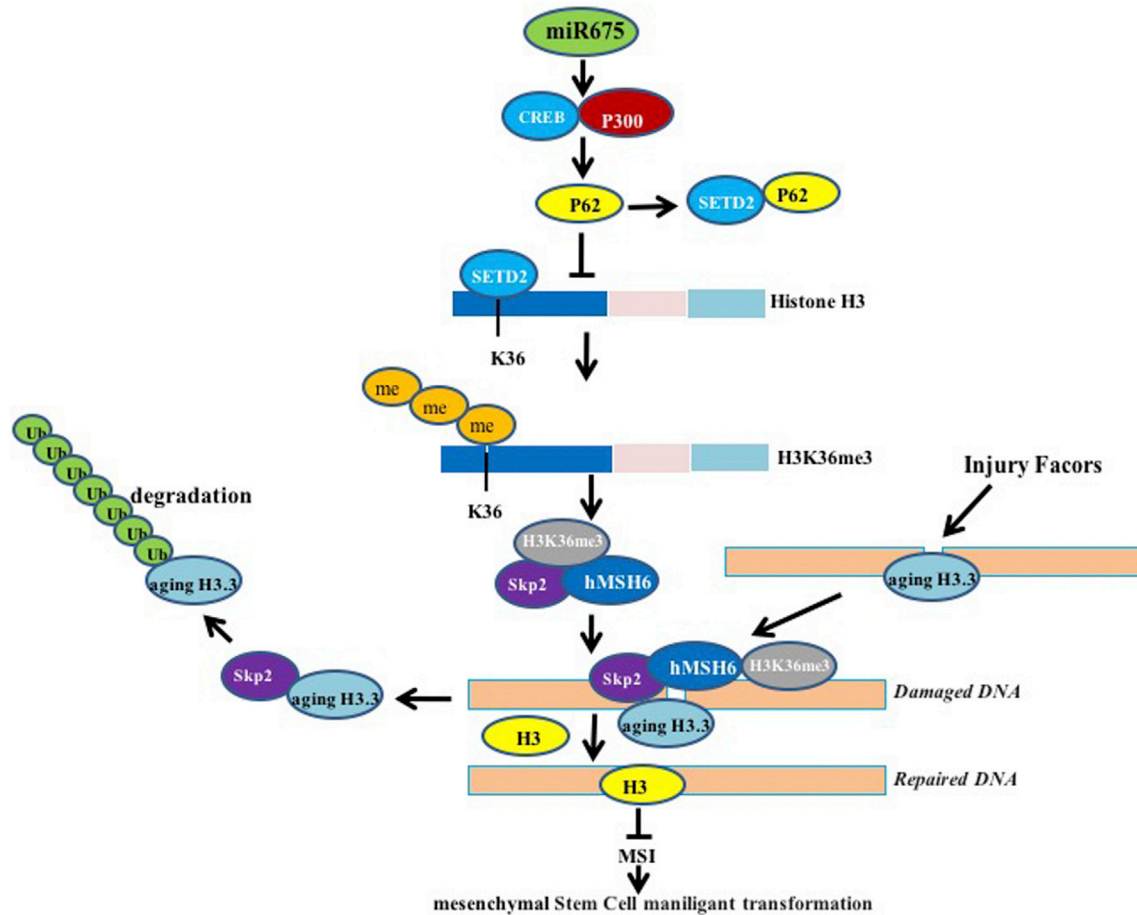 miR675
CREB
P300
P62
SETD2
P62
SETD2
Histone H3
K36
me
me
me
H3K36me3
K36
Injury Facors
Ub
Ub
Ub
Ub
Ub
Ub
Ub
degradation
aging H3.3
H3K36me3
Skp2
hMSH6
aging H3.3
Skp2
hMSH6
H3K36me3
Damaged DNA
aging H3.3
Skp2
aging H3.3
H3
H3
Repaired DNA
MSI
mesenchymal Stem Cell maniligant transformation